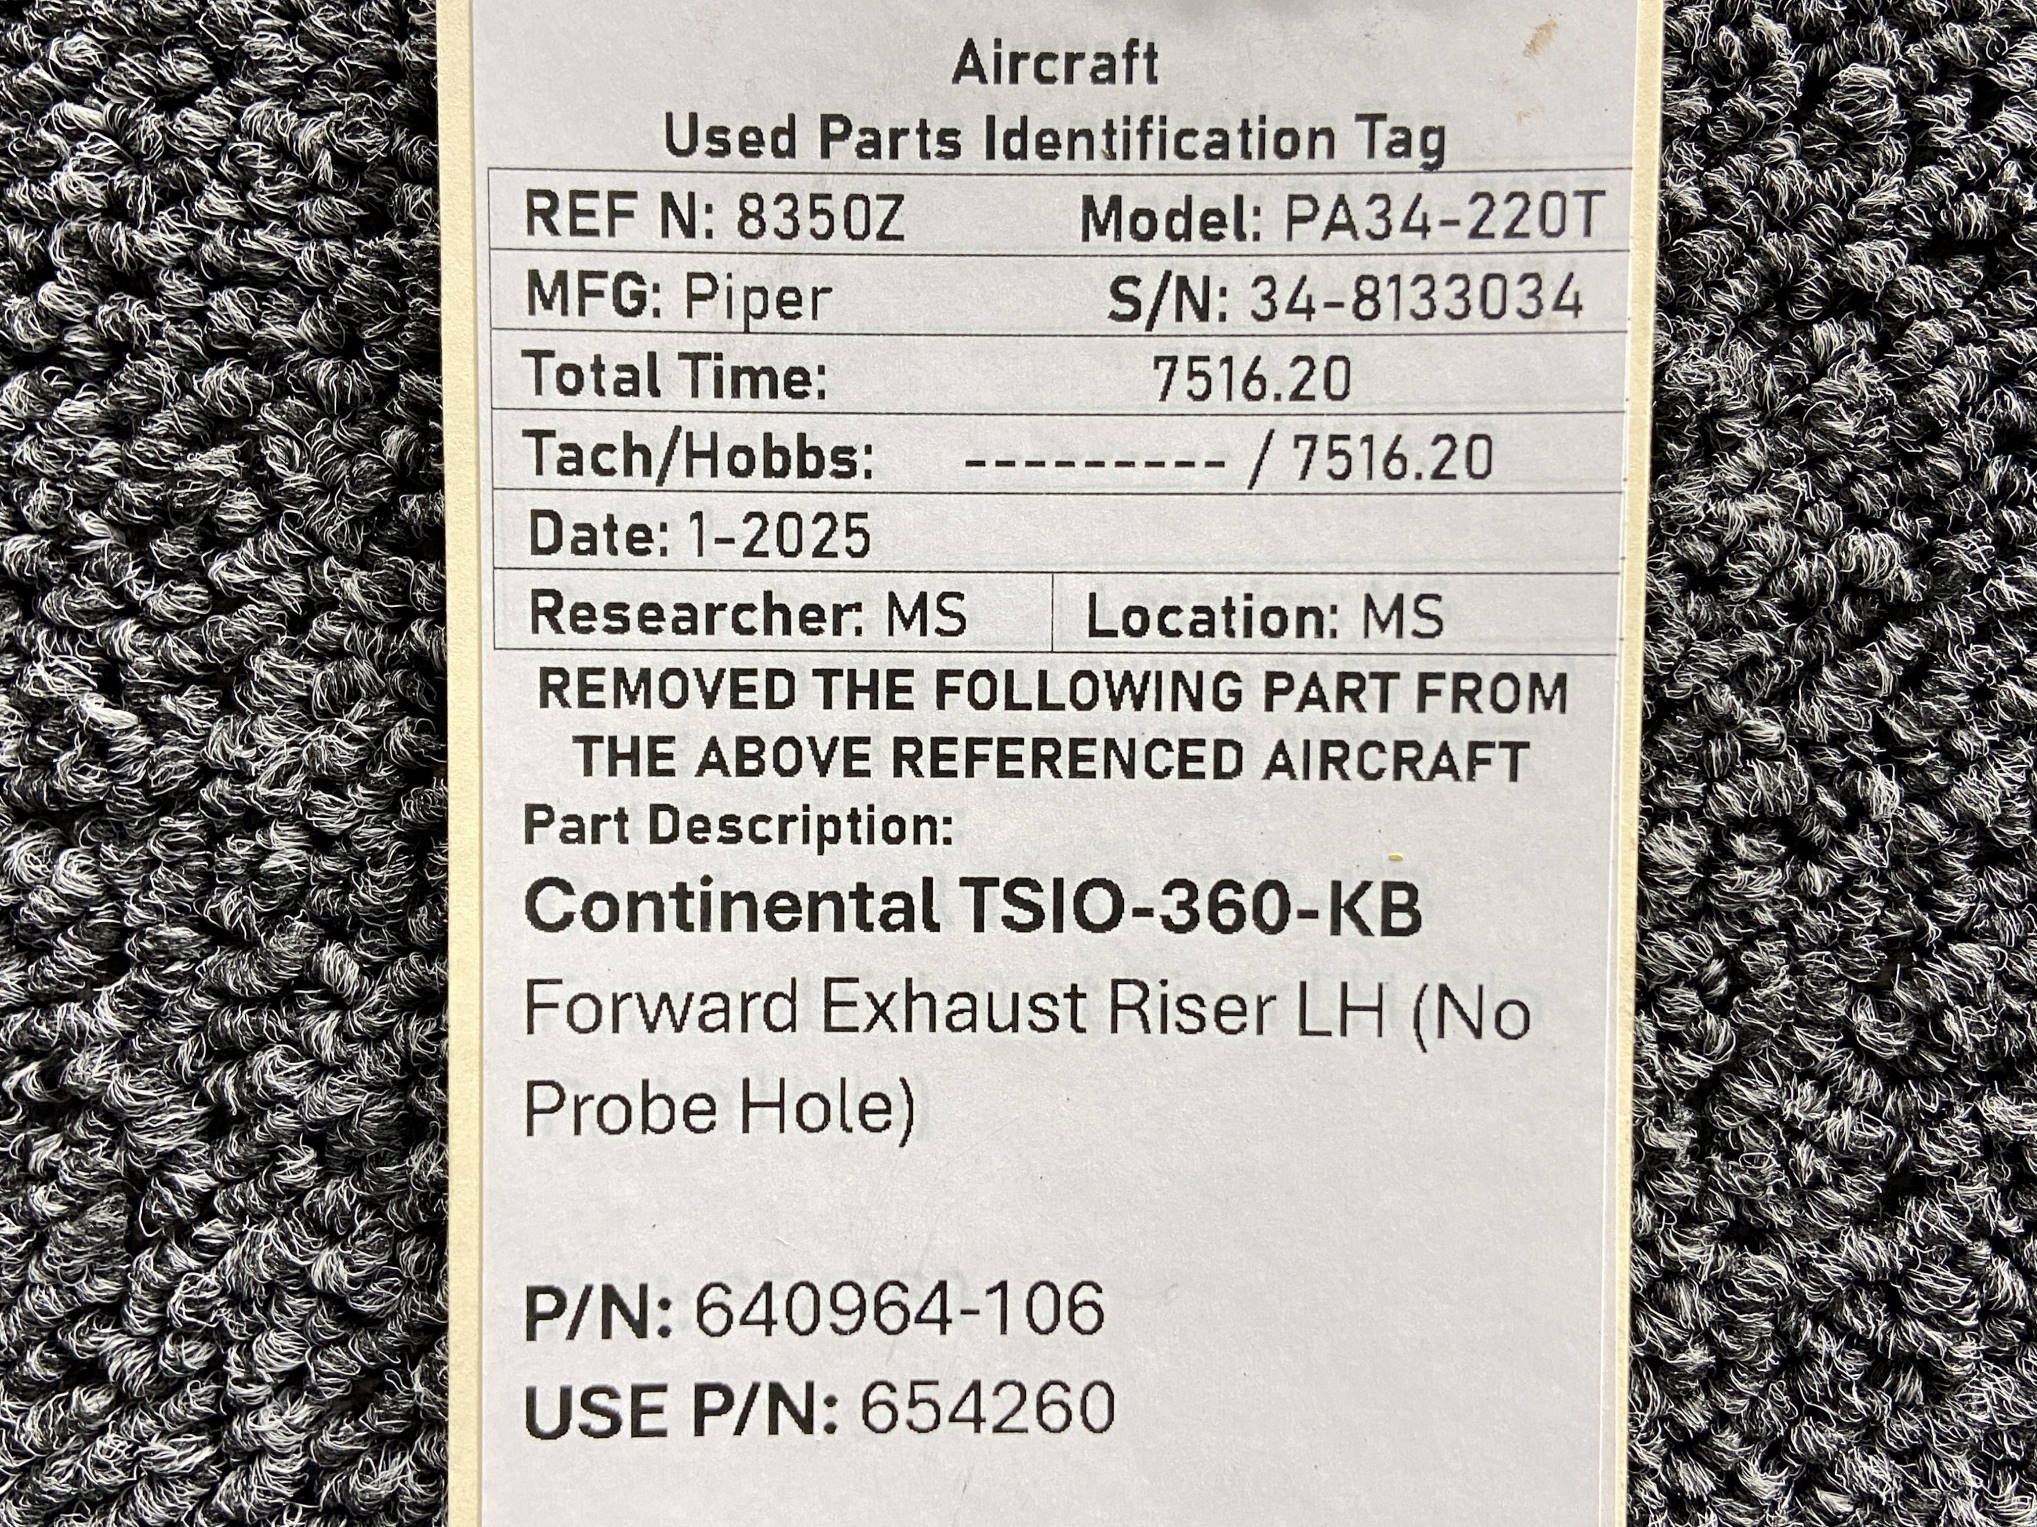 Aircraft
Used Parts Identification Tag
REF N: 8350Z Model: PA34-220T
MFG: Piper S/N: 34-8133034
Total Time: 7516.20
Tach/Hobbs: --------- / 7516.20
Date: 1-2025
Researcher: MS Location: MS
REMOVED THE FOLLOWING PART FROM
THE ABOVE REFERENCED AIRCRAFT
Part Description:
Continental TSIO-360-KB
Forward Exhaust Riser LH (No
Probe Hole)
P/N: 640964-106
USE P/N: 654260